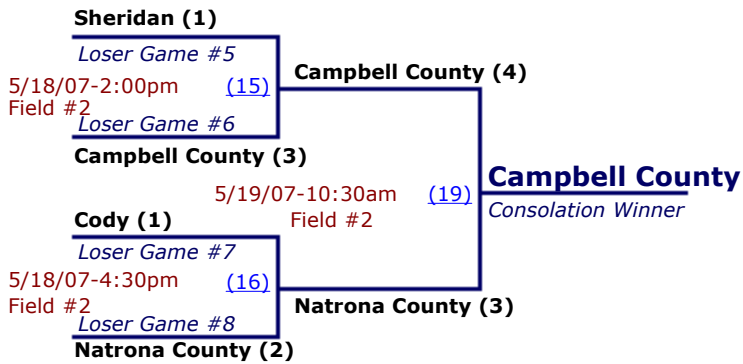 Sheridan (1)
Loser Game #5
5/18/07-2:00pm (15)
Field #2
Loser Game #6
Campbell County (3)
Campbell County (4)
5/19/07-10:30am (19)
Field #2
Campbell County
Consolation Winner
Cody (1)
Loser Game #7
5/18/07-4:30pm (16)
Field #2
Loser Game #8
Natrona County (2)
Natrona County (3)